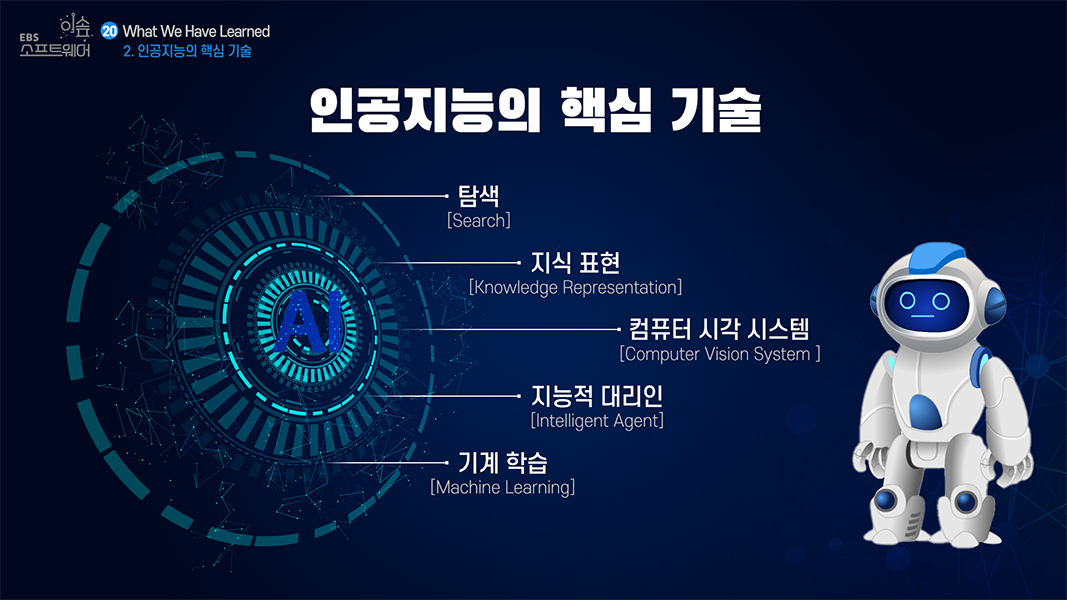 EBS 이솦
소프트웨어
20 What We Have Learned
2. 인공지능의 핵심 기술
인공지능의 핵심 기술
탐색
[Search]
지식 표현
[Knowledge Representation]
컴퓨터 시각 시스템
[Computer Vision System ]
지능적 대리인
[Intelligent Agent]
기계 학습
[Machine Learning]
AI